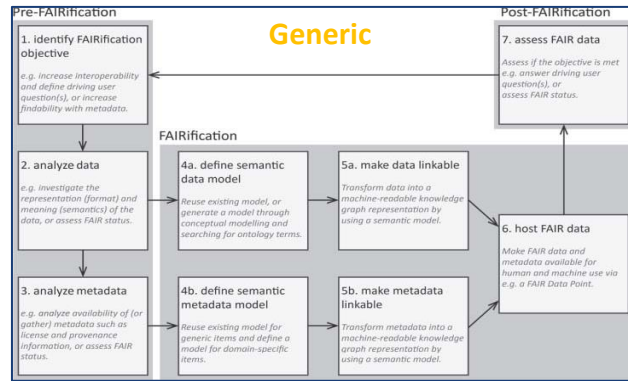 Pre-FAIRification
Post-FAIRification
Generic
1. identify FAIRification
objective
e.g. increase interoperability
and define driving user
question(s), or increase
findability with metadata.
7. assess FAIR data
Assess if the objective is met
e.g. answer driving user
question(s), or
assess FAIR status.
FAIRification
2. analyze data
e.g. investigate the
representation (format) and
meaning (semantics) of the
data, or assess FAIR status.
4a. define semantic
data model
Reuse existing model, or
generate a model through
conceptual modelling and
searching for ontology terms.
5a. make data linkable
Transform data into a
machine-readable knowledge
graph representation by
using a semantic model.
6. host FAIR data
Make FAIR data and
metadata available for
human and machine use via
e.g. a FAIR Data Point.
3. analyze metadata
e.g. analyze availability of (or
gather) metadata such as
license and provenance
information, or assess FAIR
status.
4b. define semantic
metadata model
Reuse existing model for
generic items and define a
model for domain-specific
items.
5b. make metadata
linkable
Transform metadata into a
machine-readable knowledge
graph representation by
using a semantic model.